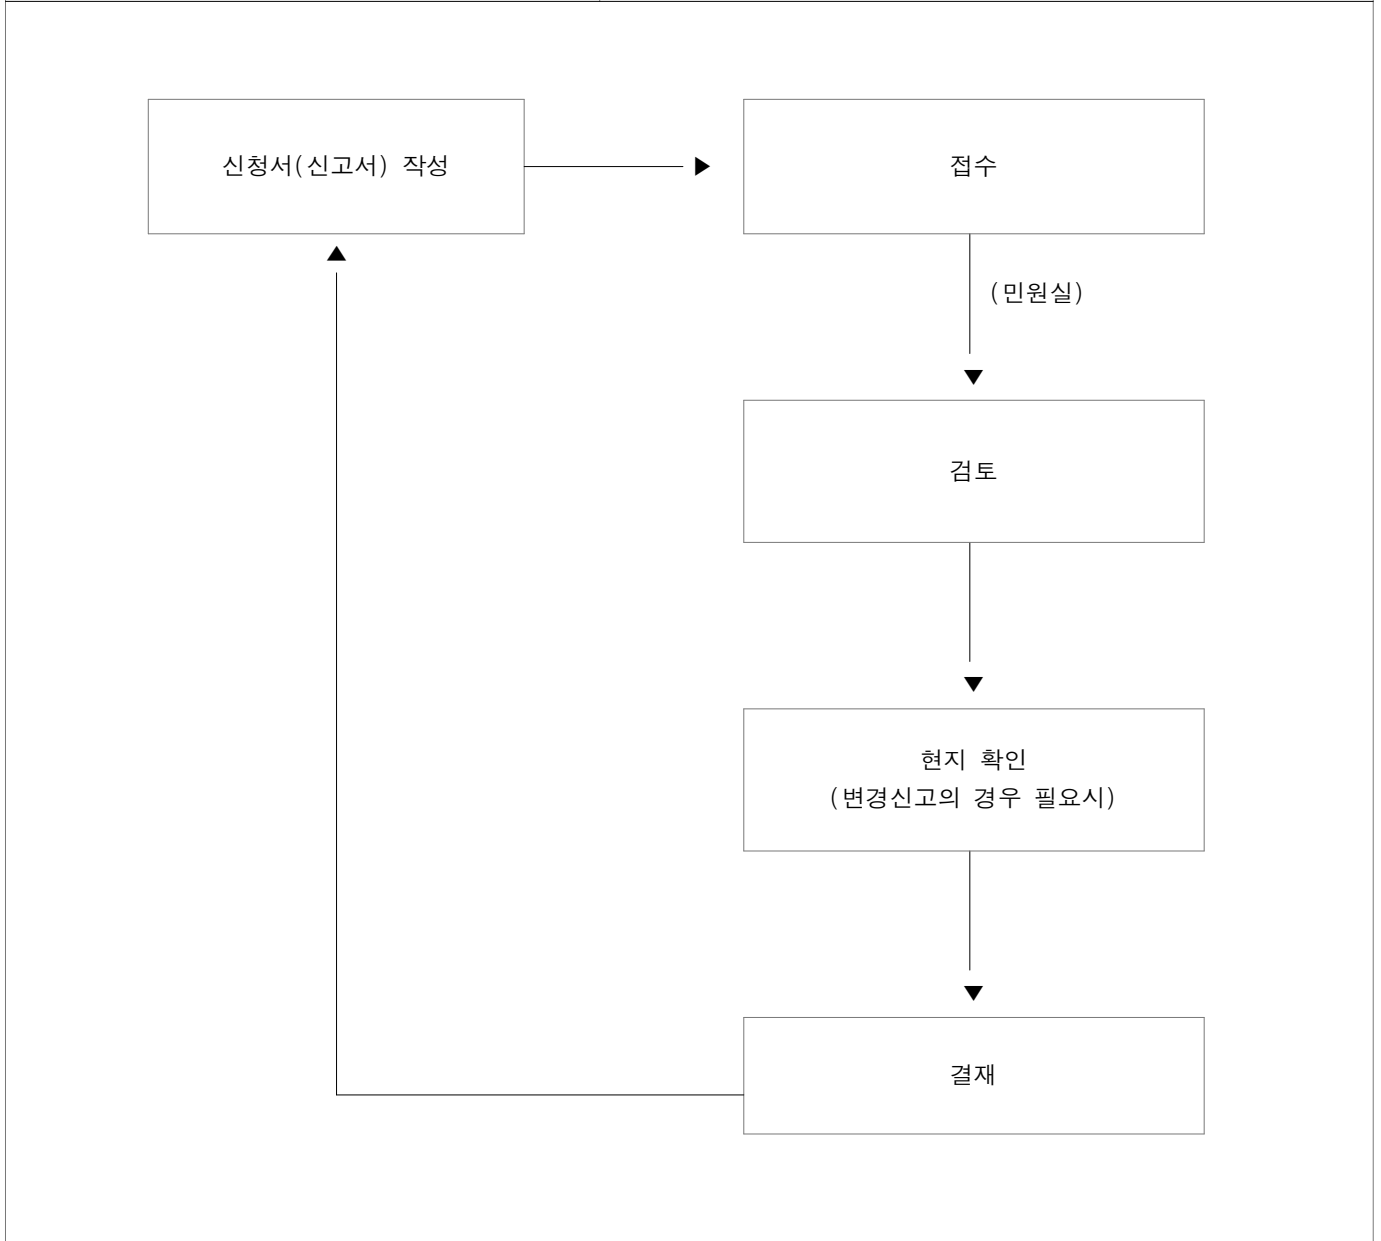 신청서(신고서) 작성
접수
(민원실)
검토
현지 확인
(변경신고의 경우 필요시)
결재